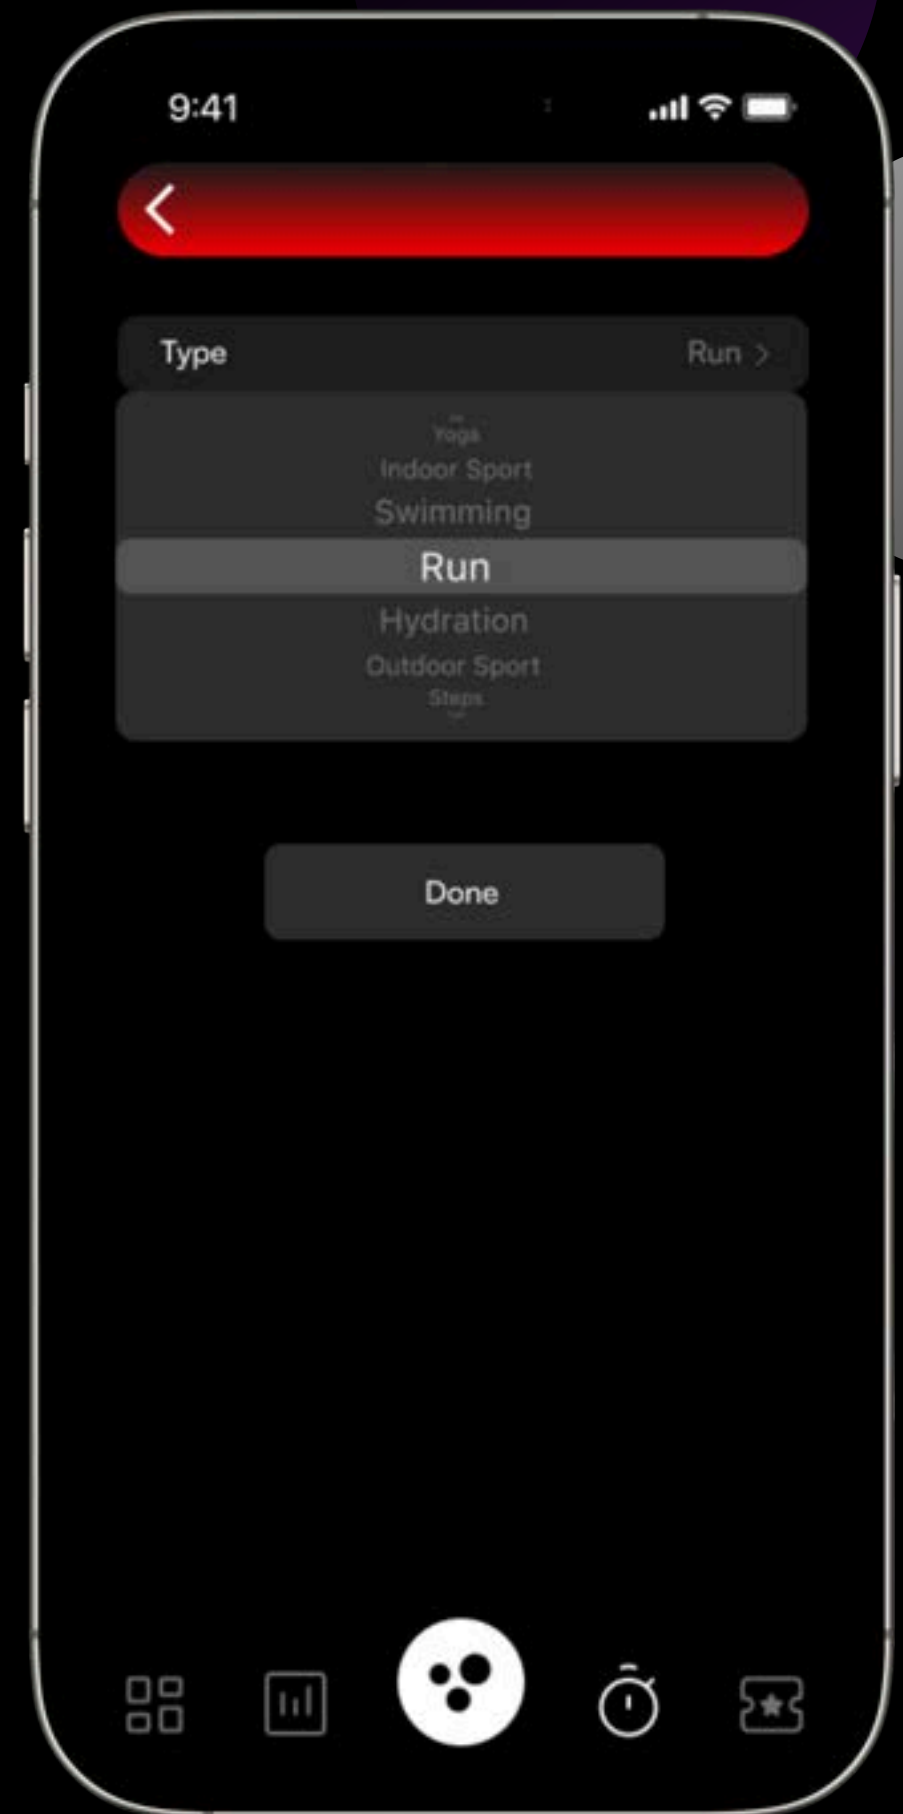 9:41
Type
Run
Yoga
Indoor Sport
Swimming
Run
Hydration
Outdoor Sport
Steps
Done